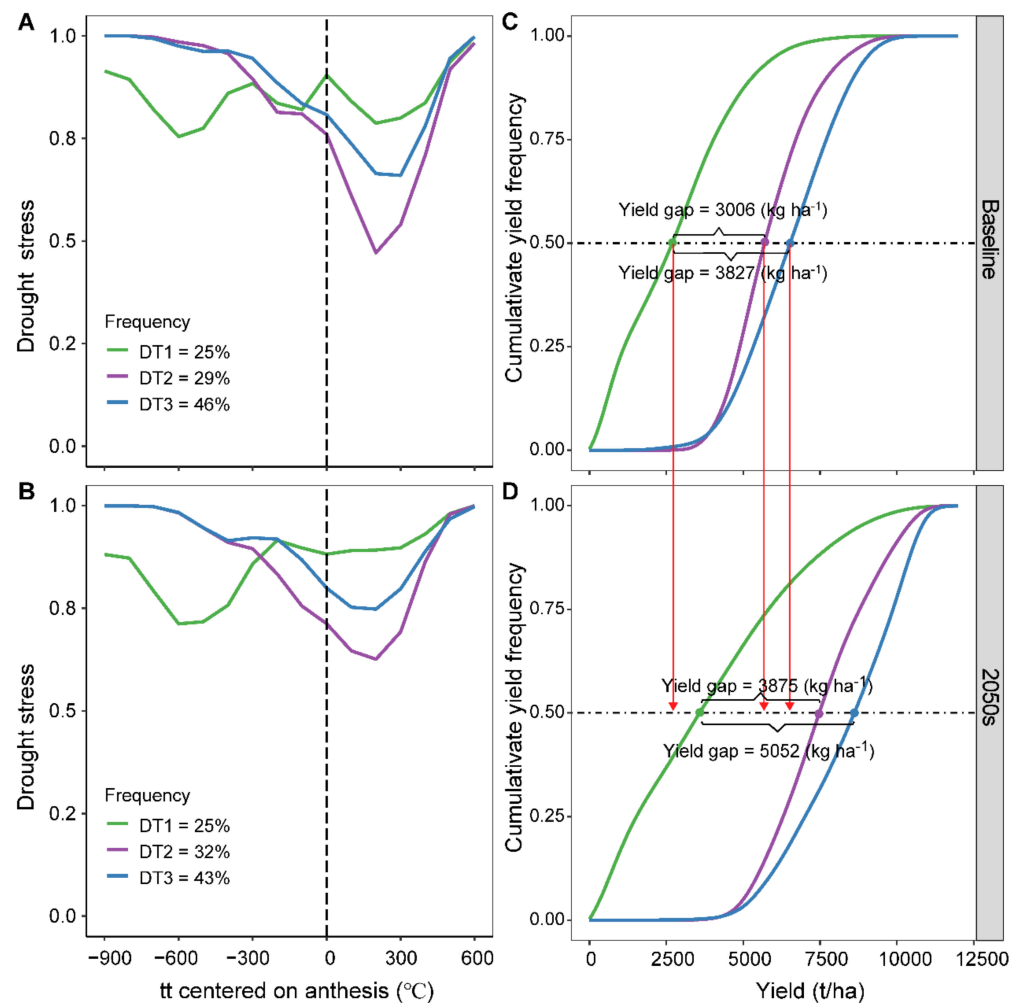 A
1.0
0.8
0.5
0.2
0.0
Drought stress
Frequency
DT1 = 25%
DT2 = 29%
DT3 = 46%
B
1.0
0.8
0.5
0.2
0.0
Drought stress
Frequency
DT1 = 25%
DT2 = 32%
DT3 = 43%
−900
−600
−300
0
300
600
tt centered on anthesis (℃)
C
1.00
0.75
0.50
0.25
0.00
Cumulativate yield frequency
Yield gap = 3006 (kg ha⁻¹)
Yield gap = 3827 (kg ha⁻¹)
Baseline
D
1.00
0.75
0.50
0.25
0.00
Cumulativate yield frequency
Yield gap = 3875 (kg ha⁻¹)
Yield gap = 5052 (kg ha⁻¹)
2050s
0
2500
5000
7500
10000
12500
Yield (t/ha)